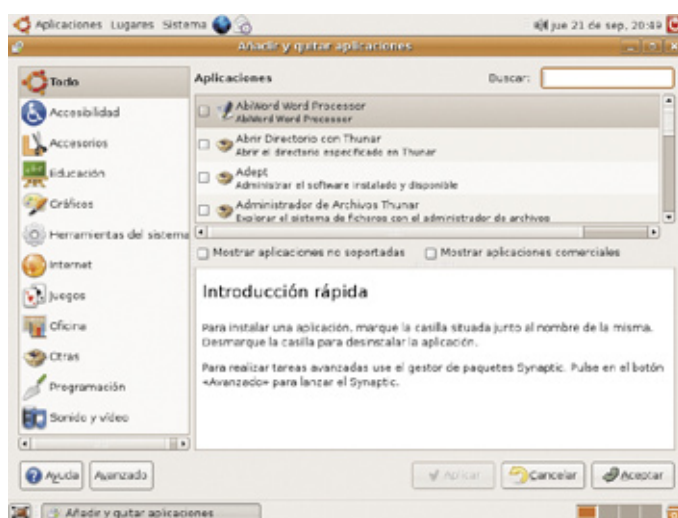 Aplicaciones Lugares Sistema jue 21 de sep, 20:49
Añadir y quitar aplicaciones
Todo
Accesibilidad
Accesorios
Educación
Gráficos
Herramientas del sistema
Internet
Juegos
Oficina
Otras
Programación
Sonido y vídeo
Aplicaciones Buscar:
AbiWord Word Processor
AbiWord Word Processor
Abrir Directorio con Thunar
Abrir el directorio especificado en Thunar
Adept
Administrar el software instalado y disponible
Administrador de Archivos Thunar
Explorar el sistema de ficheros con el administrador de archivos
Mostrar aplicaciones no soportadas Mostrar aplicaciones comerciales
Introducción rápida
Para instalar una aplicación, marque la casilla situada junto al nombre de la misma.
Desmarque la casilla para desinstalar la aplicación.
Para realizar tareas avanzadas use el gestor de paquetes Synaptic. Pulse en el botón
«Avanzado» para lanzar el Synaptic.
Ayuda Avanzado Aplicar Cancelar Aceptar
Añadir y quitar aplicaciones